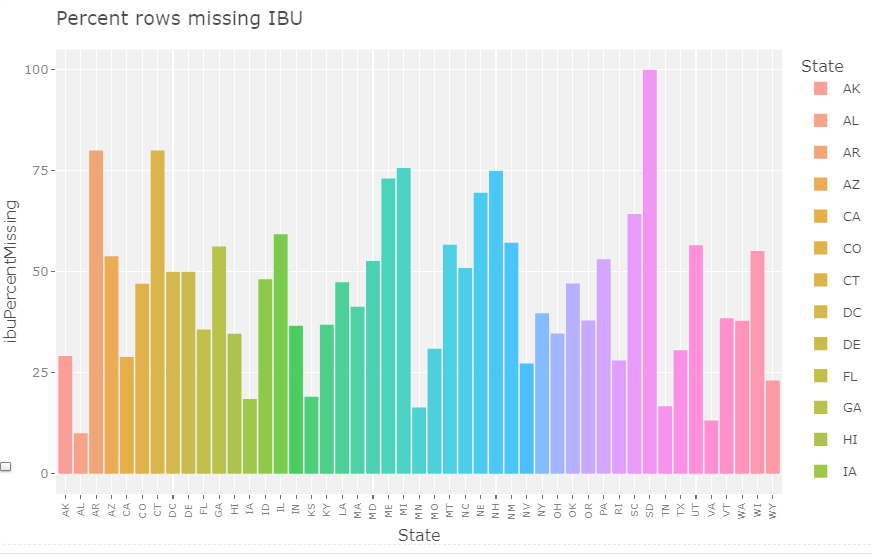 Percent rows missing IBU
ibuPercentMissing
100
75
50
25
0
AK AL AR AZ CA CO CT DC DE FL GA HI IA ID IL IN KS KY LA MA MD ME MI MN MO MT NC NE NH NM NV NY OH OK OR PA RI SC SD TN TX UT VA VT WA WI WY
State
State
AK
AL
AR
AZ
CA
CO
CT
DC
DE
FL
GA
HI
IA